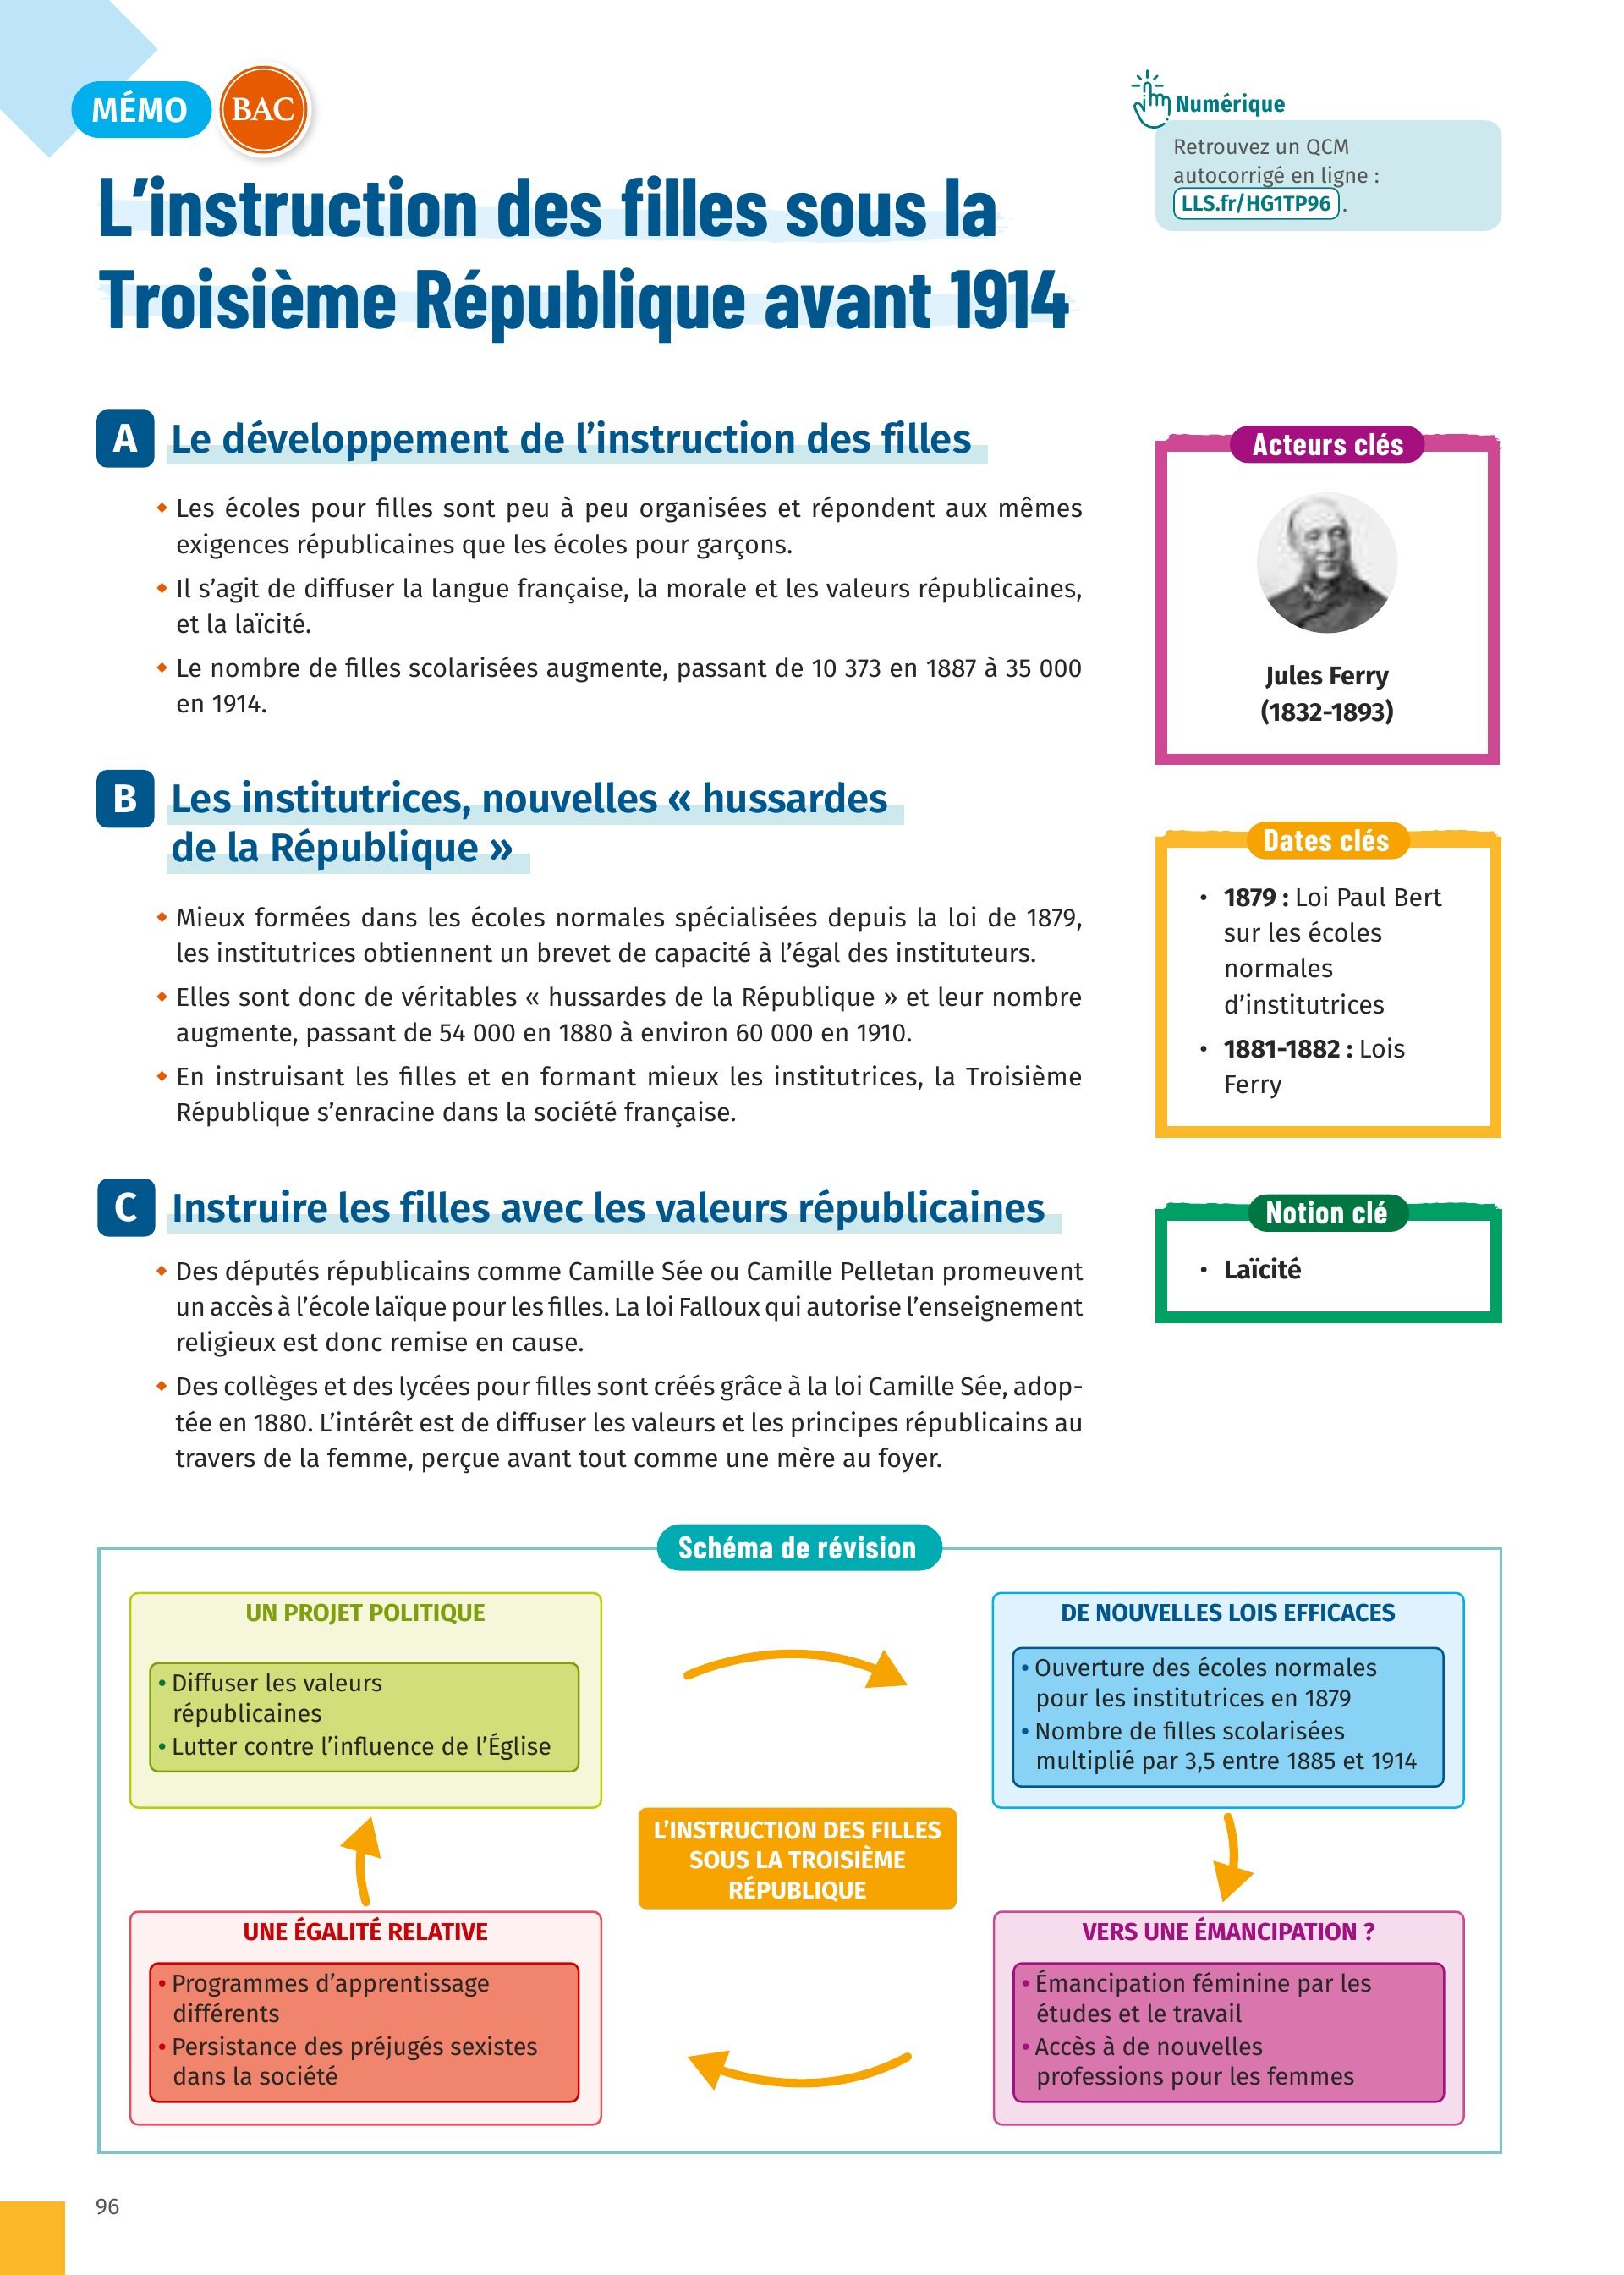 MÉMO
BAC
Numérique
Retrouvez un QCM
autocorrigé en ligne :
LLS.fr/HG1TP96 .
L’instruction des filles sous la
Troisième République avant 1914
A Le développement de l’instruction des filles
Les écoles pour filles sont peu à peu organisées et répondent aux mêmes
exigences républicaines que les écoles pour garçons.
Il s’agit de diffuser la langue française, la morale et les valeurs républicaines,
et la laïcité.
Le nombre de filles scolarisées augmente, passant de 10 373 en 1887 à 35 000
en 1914.
B Les institutrices, nouvelles « hussardes
de la République »
Mieux formées dans les écoles normales spécialisées depuis la loi de 1879,
les institutrices obtiennent un brevet de capacité à l’égal des instituteurs.
Elles sont donc de véritables « hussardes de la République » et leur nombre
augmente, passant de 54 000 en 1880 à environ 60 000 en 1910.
En instruisant les filles et en formant mieux les institutrices, la Troisième
République s’enracine dans la société française.
C Instruire les filles avec les valeurs républicaines
Des députés républicains comme Camille Sée ou Camille Pelletan promeuvent
un accès à l’école laïque pour les filles. La loi Falloux qui autorise l’enseignement
religieux est donc remise en cause.
Des collèges et des lycées pour filles sont créés grâce à la loi Camille Sée, adop-
tée en 1880. L’intérêt est de diffuser les valeurs et les principes républicains au
travers de la femme, perçue avant tout comme une mère au foyer.
Acteurs clés
Jules Ferry
(1832-1893)
Dates clés
• 1879 : Loi Paul Bert
sur les écoles
normales
d’institutrices
• 1881-1882 : Lois
Ferry
Notion clé
• Laïcité
Schéma de révision
UN PROJET POLITIQUE
• Diffuser les valeurs
républicaines
• Lutter contre l’influence de l’Église
DE NOUVELLES LOIS EFFICACES
• Ouverture des écoles normales
pour les institutrices en 1879
• Nombre de filles scolarisées
multiplié par 3,5 entre 1885 et 1914
L’INSTRUCTION DES FILLES
SOUS LA TROISIÈME
RÉPUBLIQUE
UNE ÉGALITÉ RELATIVE
• Programmes d’apprentissage
différents
• Persistance des préjugés sexistes
dans la société
VERS UNE ÉMANCIPATION ?
• Émancipation féminine par les
études et le travail
• Accès à de nouvelles
professions pour les femmes
96